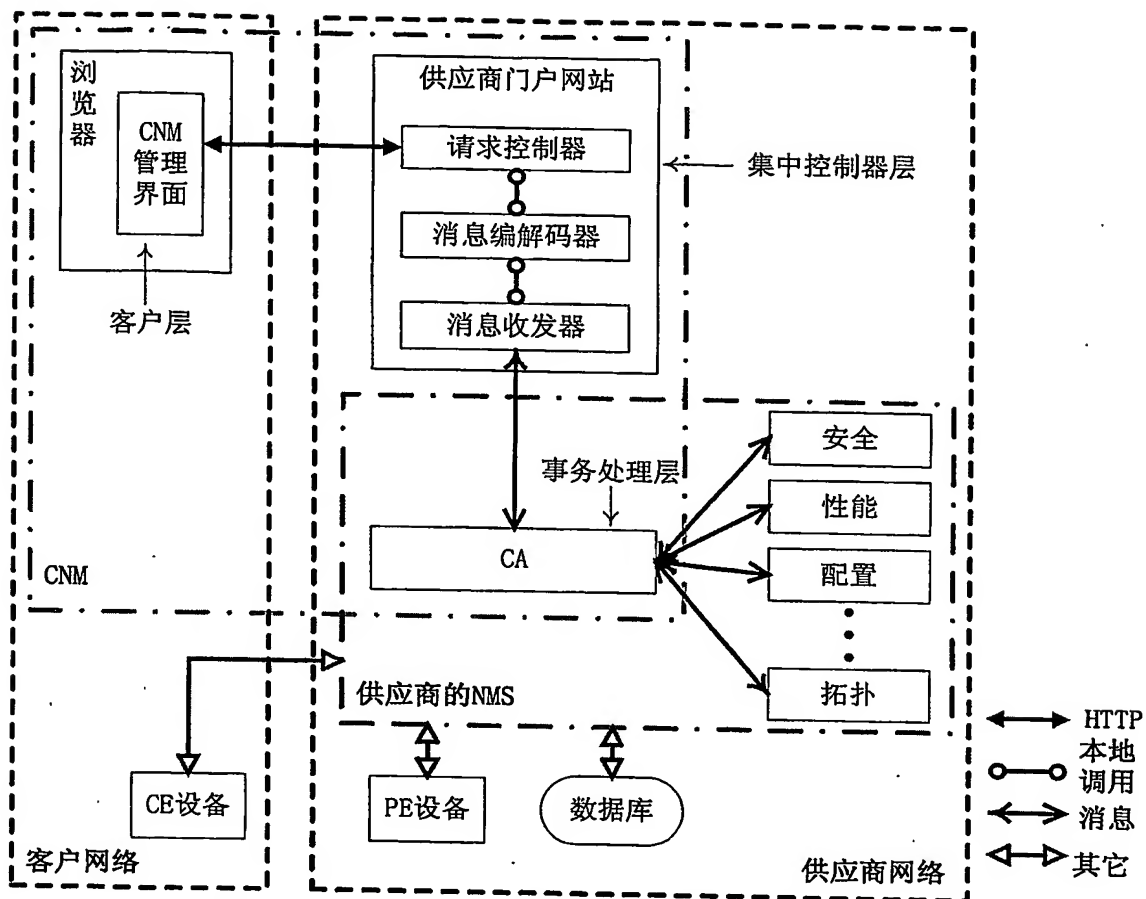 浏
览
器
CNM
管理
界面
客户层
供应商门户网站
请求控制器
消息编解码器
消息收发器
集中控制器层
事务处理层
CA
安全
性能
配置
拓扑
CNM
供应商的NMS
CE设备
PE设备
数据库
客户网络
供应商网络
HTTP
本地
调用
消息
其它